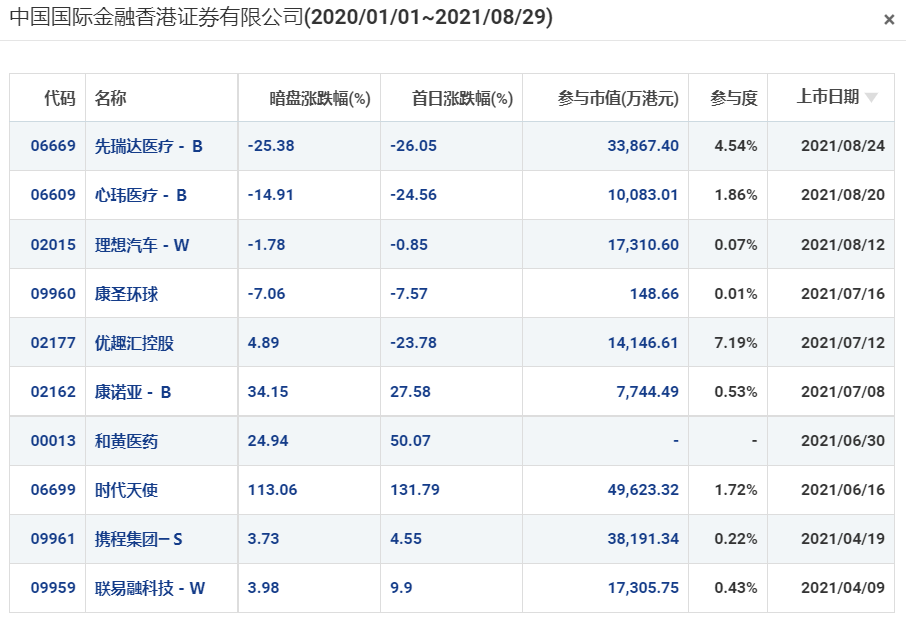 中国国际金融香港证券有限公司(2020/01/01~2021/08/29) ×
代码 名称 暗盘涨跌幅(%) 首日涨跌幅(%) 参与市值(万港元) 参与度 上市日期
06669 先瑞达医疗 - B -25.38 -26.05 33,867.40 4.54% 2021/08/24
06609 心玮医疗 - B -14.91 -24.56 10,083.01 1.86% 2021/08/20
02015 理想汽车 - W -1.78 -0.85 17,310.60 0.07% 2021/08/12
09960 康圣环球 -7.06 -7.57 148.66 0.01% 2021/07/16
02177 优趣汇控股 4.89 -23.78 14,146.61 7.19% 2021/07/12
02162 康诺亚 - B 34.15 27.58 7,744.49 0.53% 2021/07/08
00013 和黄医药 24.94 50.07 - - 2021/06/30
06699 时代天使 113.06 131.79 49,623.32 1.72% 2021/06/16
09961 携程集团－S 3.73 4.55 38,191.34 0.22% 2021/04/19
09959 联易融科技 - W 3.98 9.9 17,305.75 0.43% 2021/04/09